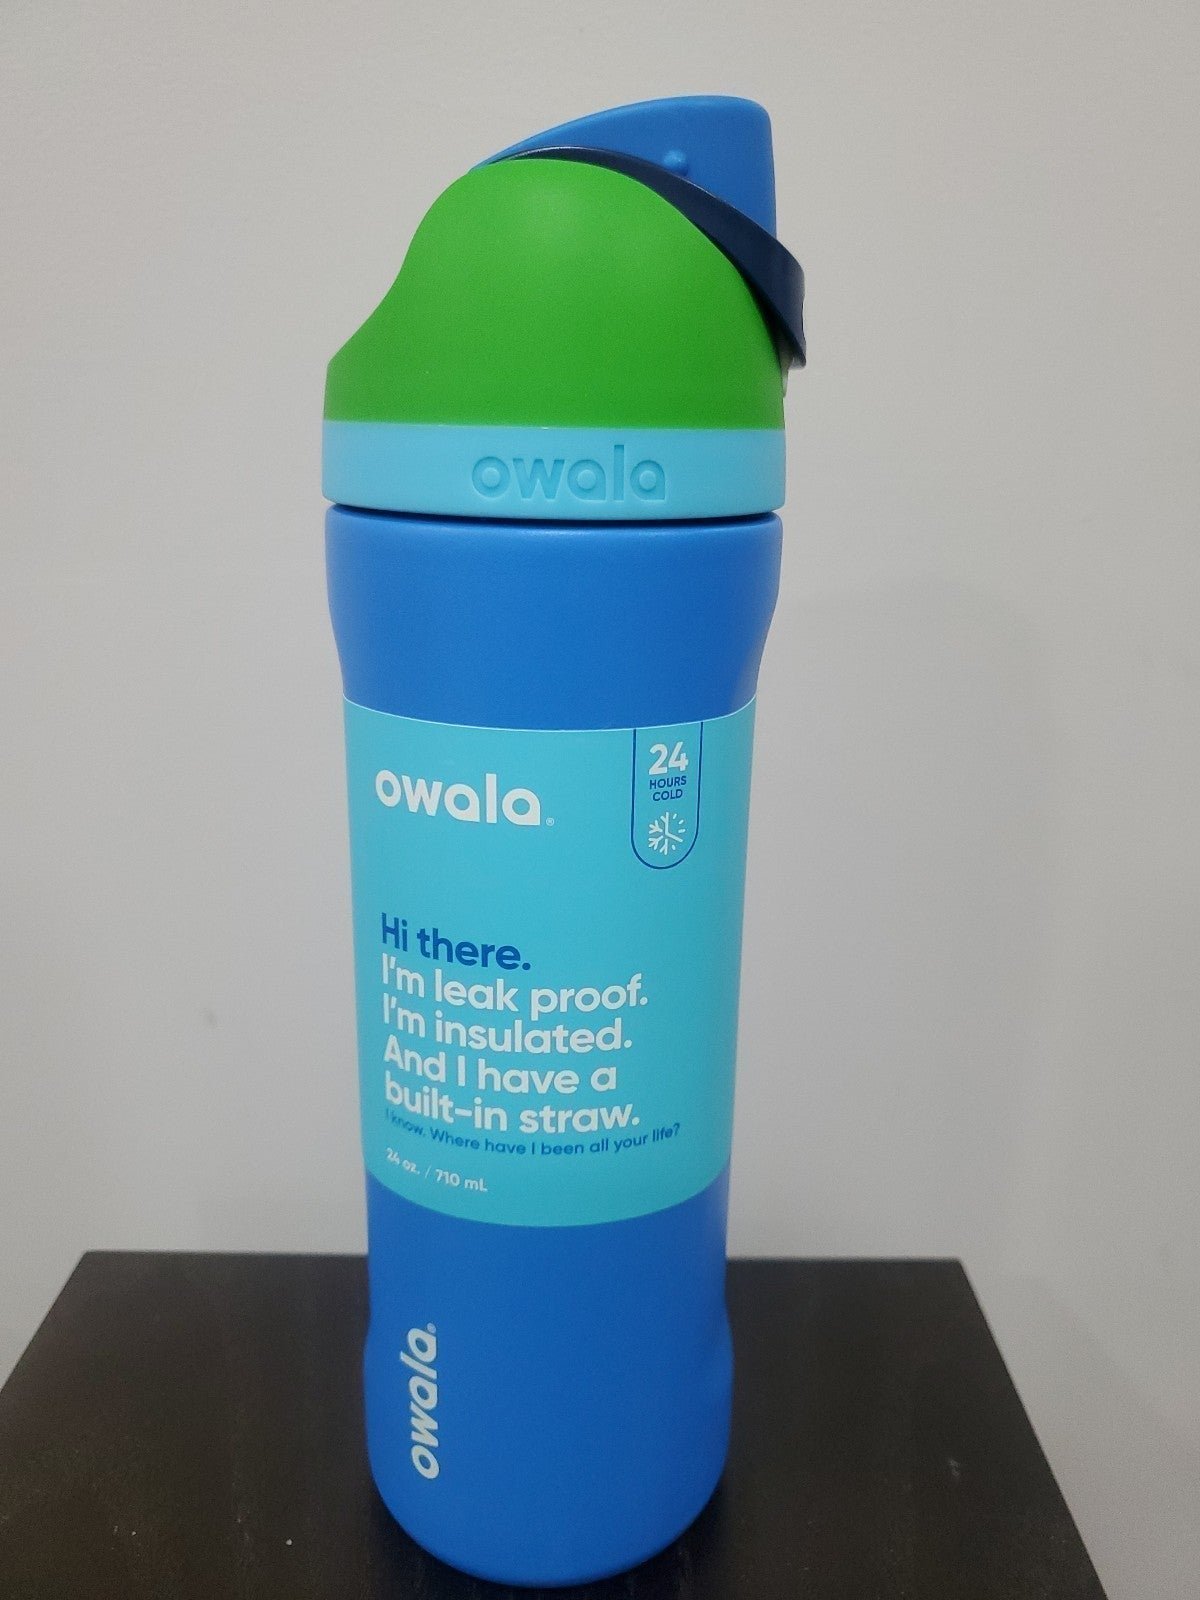 owala
owala®
24
HOURS
COLD
Hi there.
I'm leak proof.
I'm insulated.
And I have a
built-in straw.
I know. Where have I been all your life?
24 oz. / 710 mL
owala®